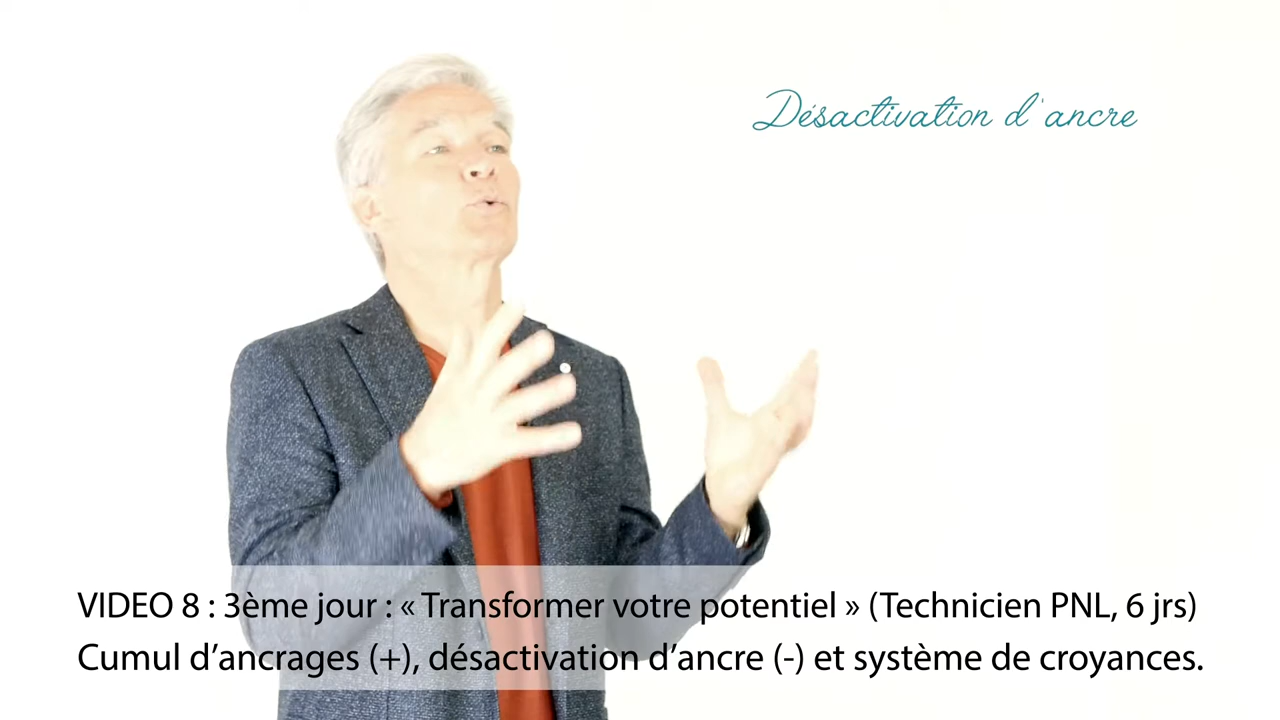 Désactivation d'ancre
VIDEO 8 : 3ème jour : « Transformer votre potentiel » (Technicien PNL, 6 jrs)
Cumul d’ancrages (+), désactivation d’ancre (-) et système de croyances.